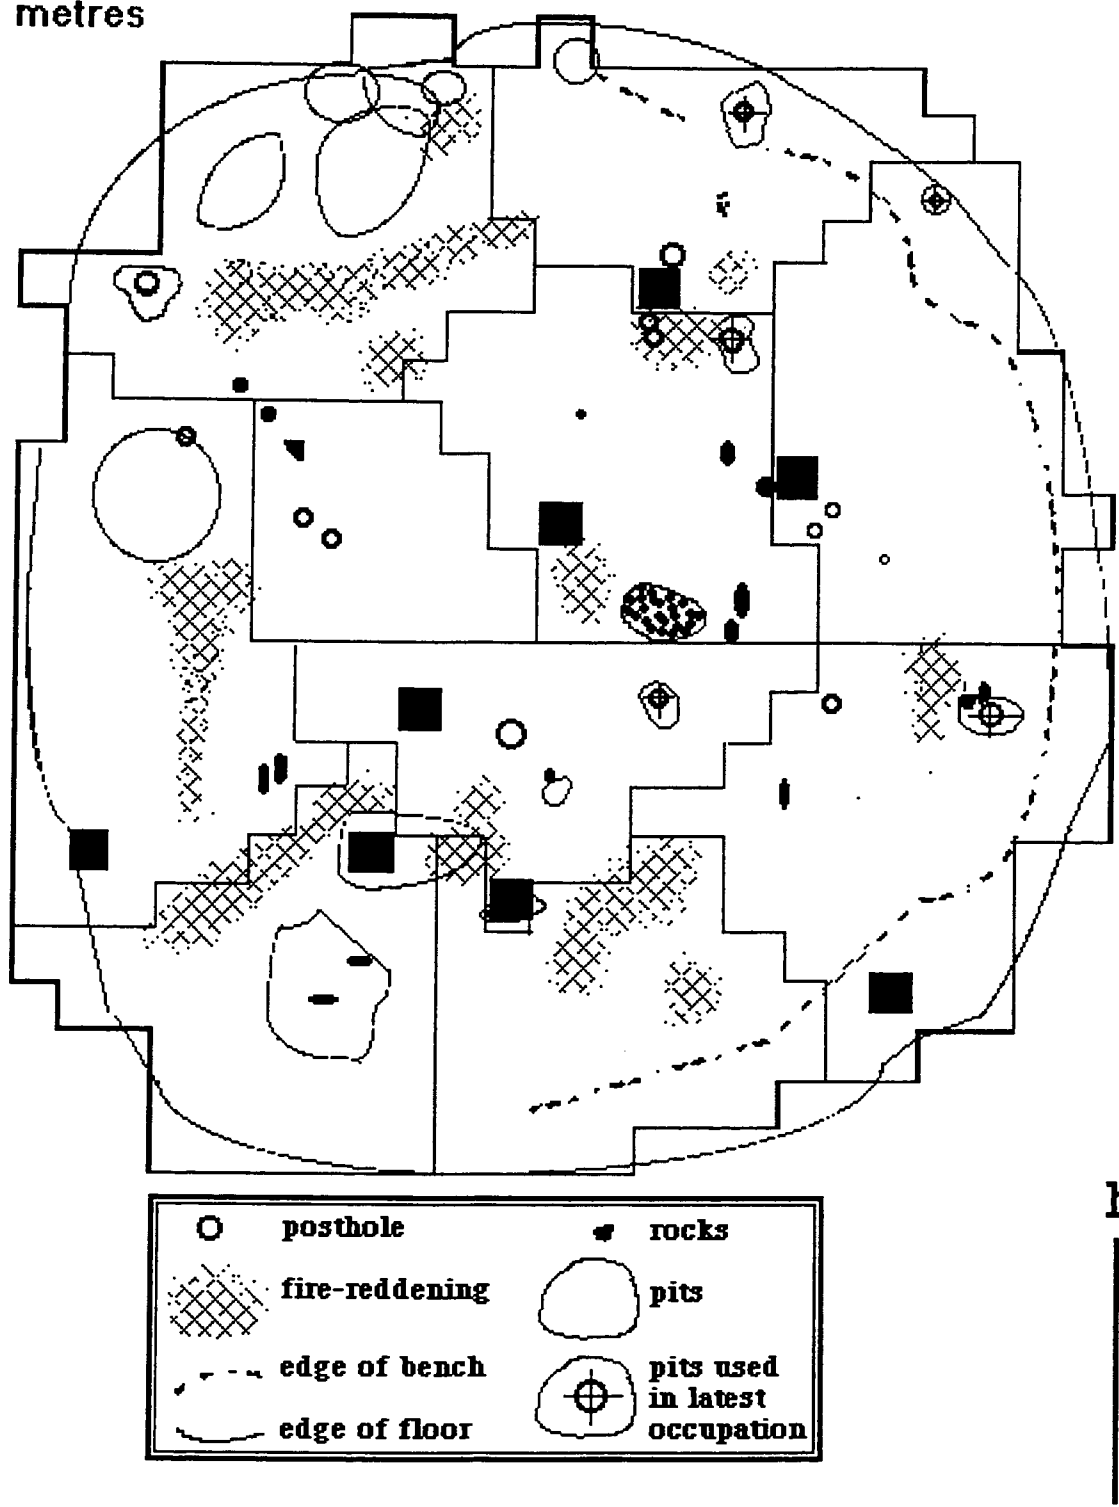 metres
posthole
rocks
fire-reddening
pits
edge of bench
pits used
in latest
occupation
edge of floor